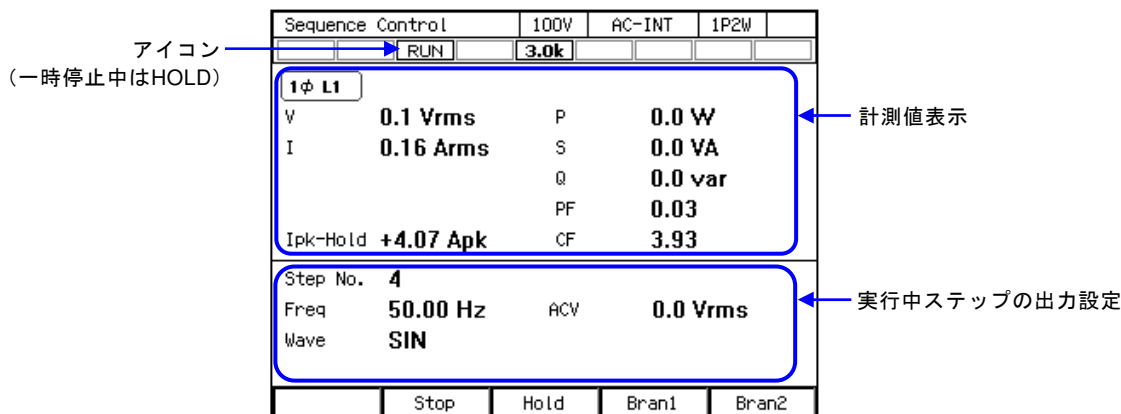 Sequence Control 100V AC-INT 1P2W
アイコン RUN 3.0k
（一時停止中はHOLD）
1φ L1
V 0.1 Vrms P 0.0 W 計測値表示
I 0.16 Arms S 0.0 VA
Q 0.0 var
PF 0.03
Ipk-Hold +4.07 Apk CF 3.93
Step No. 4
Freq 50.00 Hz ACV 0.0 Vrms 実行中ステップの出力設定
Wave SIN
Stop Hold Bran1 Bran2